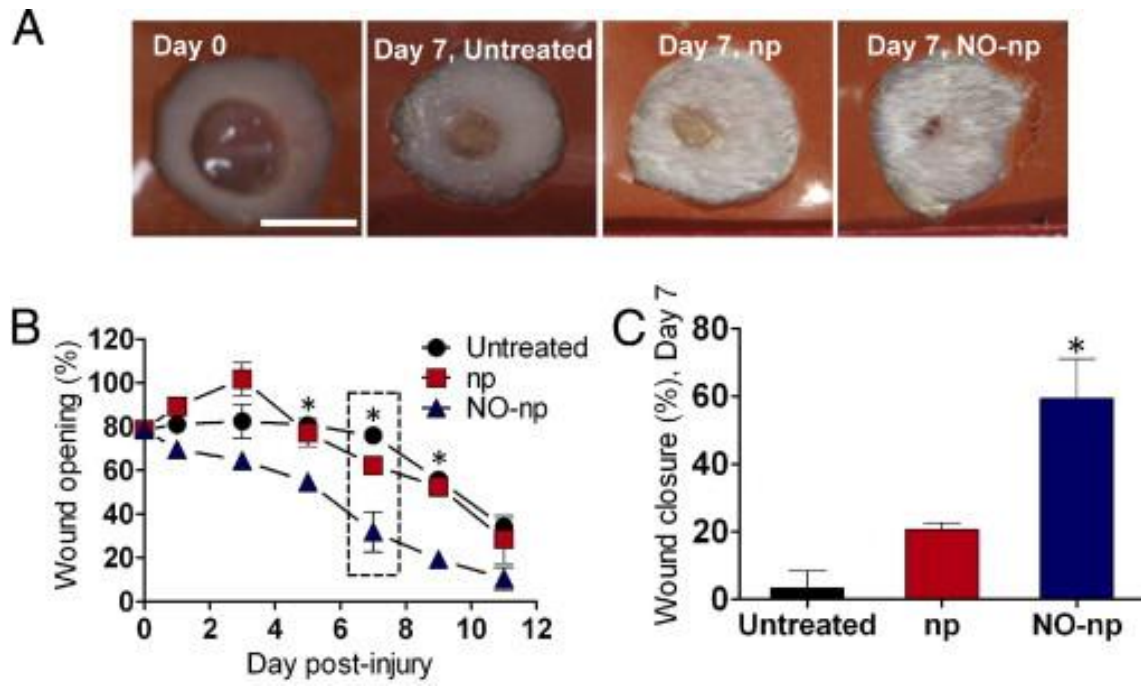 A
Day 0
Day 7, Untreated
Day 7, np
Day 7, NO-np
B
Wound opening (%)
120
100
80
60
40
20
0
0 2 4 6 8 10 12
Day post-injury
Untreated
np
NO-np
*
*
*
C
Wound closure (%), Day 7
80
60
40
20
0
*
Untreated np NO-np